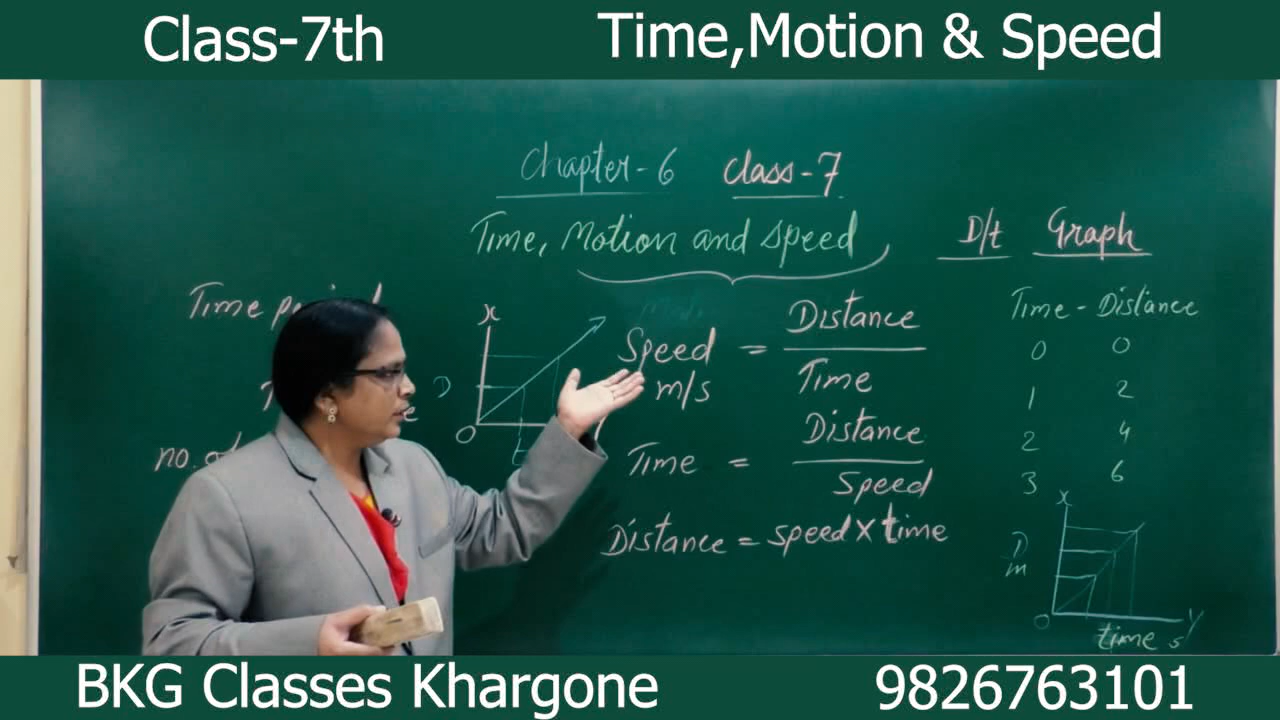 Class-7th
Time,Motion & Speed
Chapter-6 Class-7
Time, Motion and speed
Time
no.
X
D
O
t
Speed = Distance
Time
m/s
Time = Distance
Speed
Distance = speed x time
D/t Graph
Time - Distance
0 0
1 2
2 4
3 6
X
D
m
O
Y
time s
BKG Classes Khargone
9826763101